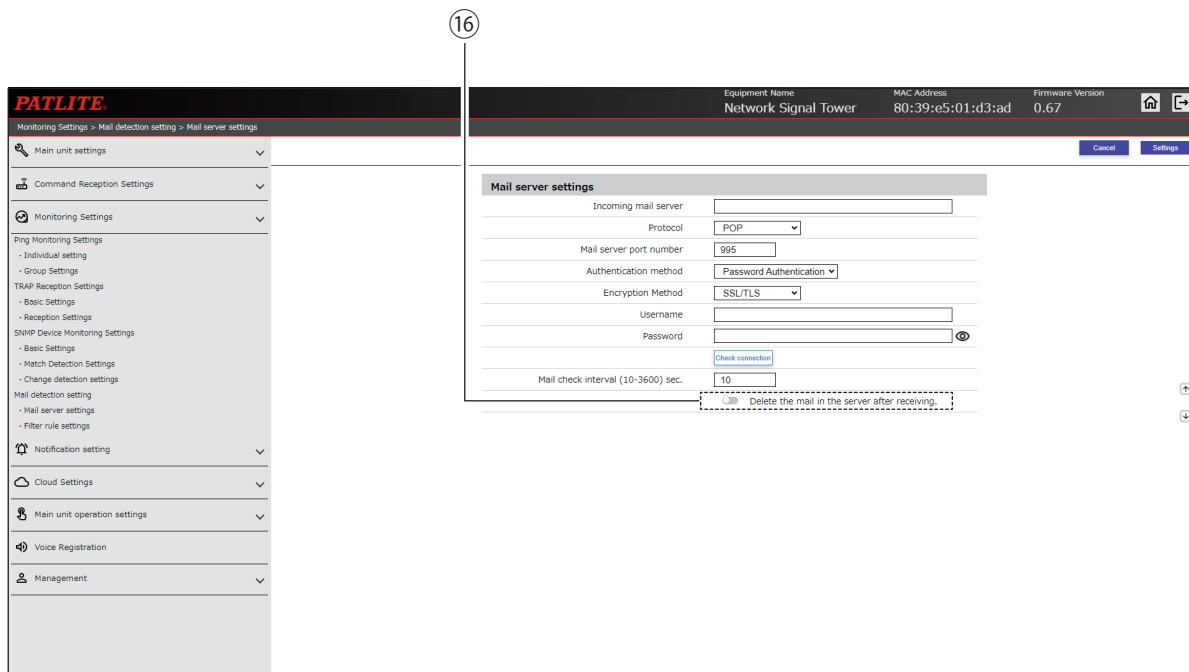 ⑯
PATLITE.
Equipment Name
Network Signal Tower
MAC Address
80:39:e5:01:d3:ad
Firmware Version
0.67
Monitoring Settings > Mail detection setting > Mail server settings
Main unit settings
Command Reception Settings
Monitoring Settings
Ping Monitoring Settings
・Individual setting
・Group Settings
TRAP Reception Settings
・Basic Settings
・Reception Settings
SNMP Device Monitoring Settings
・Basic Settings
・Match Detection Settings
・Change detection settings
Mail detection setting
・Mail server settings
・Filter rule settings
Notification setting
Cloud Settings
Main unit operation settings
Voice Registration
Management
Cancel Settings
Mail server settings
Incoming mail server
Protocol POP
Mail server port number 995
Authentication method Password Authentication
Encryption Method SSL/TLS
Username
Password
Check connection
Mail check interval (10-3600) sec. 10
Delete the mail in the server after receiving.